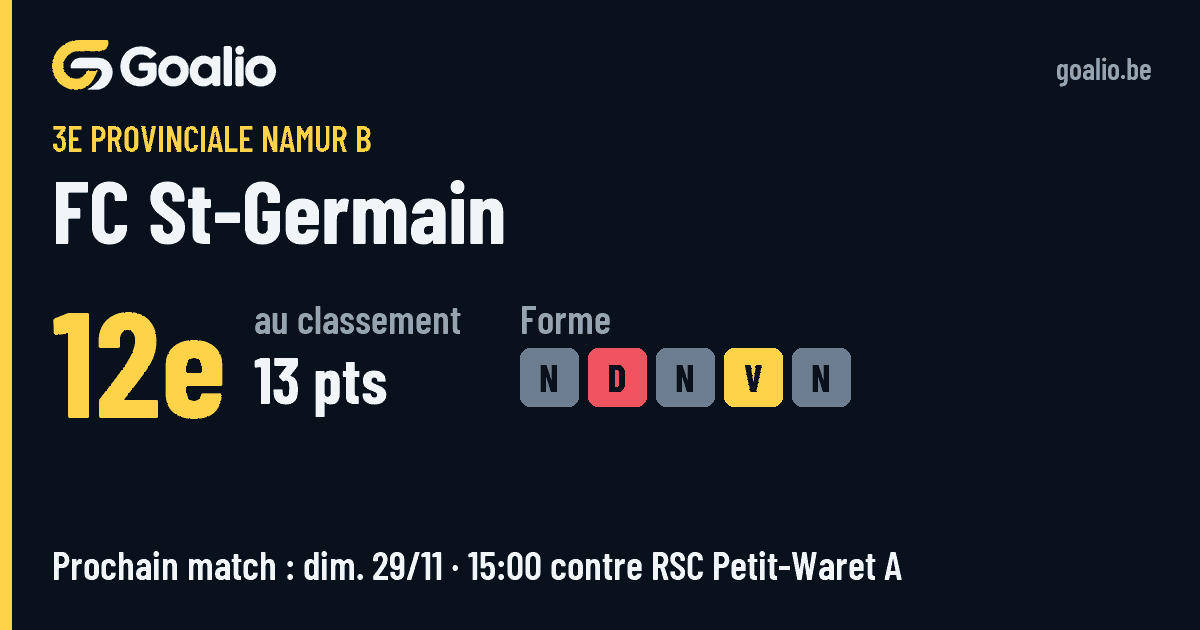 Goalio
goalio.be
3E PROVINCIALE NAMUR B
FC St-Germain
12e
au classement
13 pts
Forme
N D N V N
Prochain match : dim. 29/11 · 15:00 contre RSC Petit-Waret A